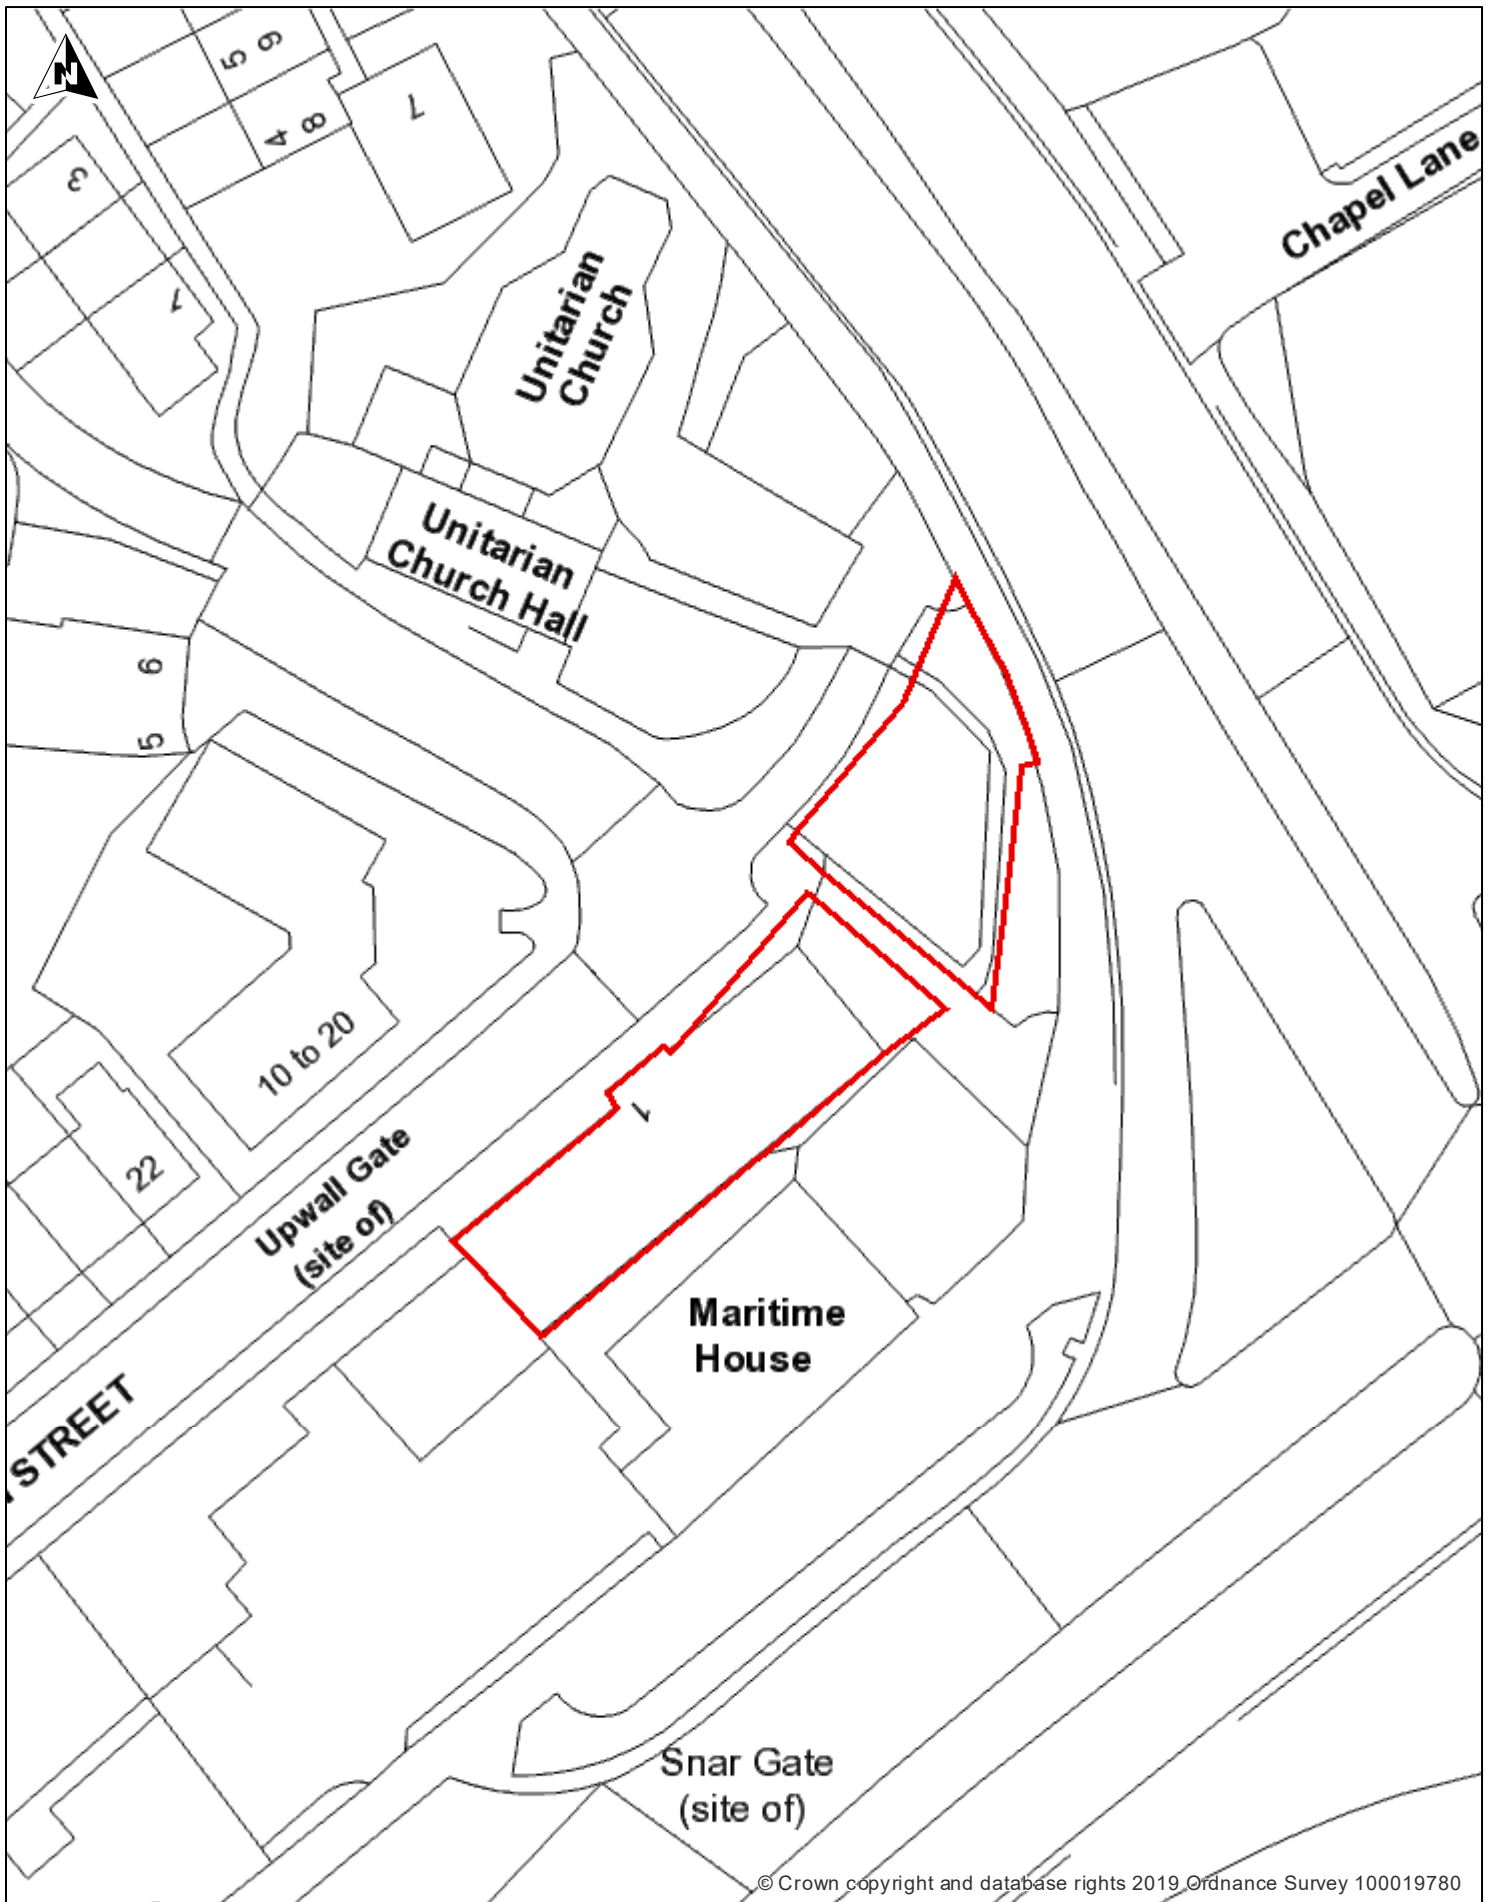 N
6
5
8
4
7
3
1
Chapel Lane
Unitarian
Church
Unitarian
Church Hall
6
5
10 to 20
22
1
Upwall Gate
(site of)
Maritime
House
STREET
Snar Gate
(site of)
© Crown copyright and database rights 2019 Ordnance Survey 100019780